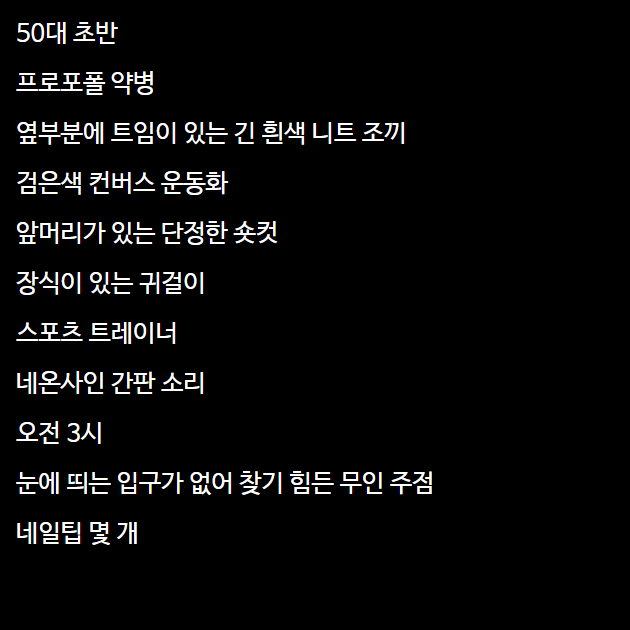 50대 초반
프로포폴 약병
옆부분에 트임이 있는 긴 흰색 니트 조끼
검은색 컨버스 운동화
앞머리가 있는 단정한 숏컷
장식이 있는 귀걸이
스포츠 트레이너
네온사인 간판 소리
오전 3시
눈에 띄는 입구가 없어 찾기 힘든 무인 주점
네일팁 몇 개